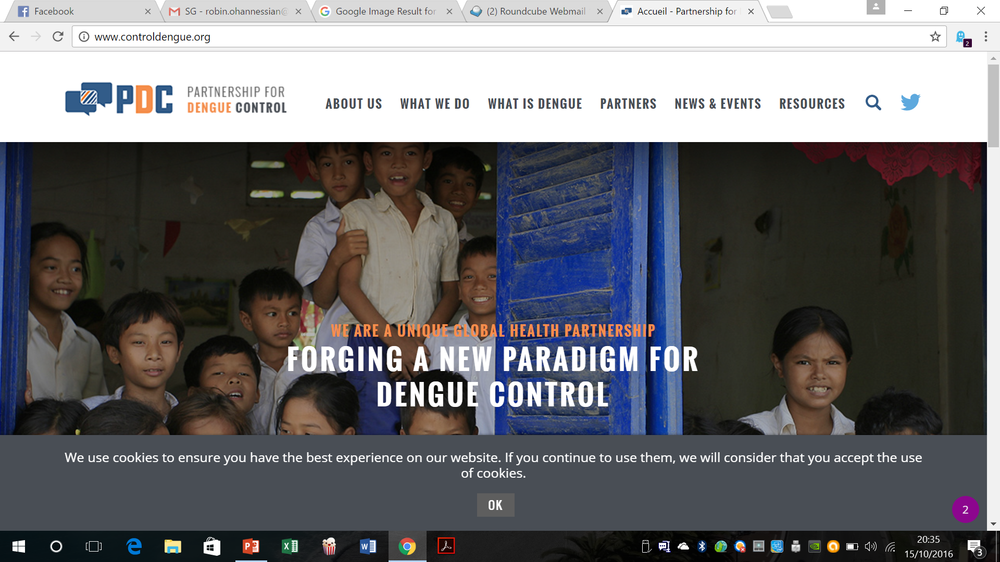 Facebook
SG - robin.ohannessian@
Google Image Result for
(2) Roundcube Webmail
Accueil - Partnership for
www.controldengue.org
2
PDC
PARTNERSHIP FOR
DENGUE CONTROL
ABOUT US
WHAT WE DO
WHAT IS DENGUE
PARTNERS
NEWS & EVENTS
RESOURCES
WE ARE A UNIQUE GLOBAL HEALTH PARTNERSHIP
FORGING A NEW PARADIGM FOR
DENGUE CONTROL
We use cookies to ensure you have the best experience on our website. If you continue to use them, we will consider that you accept the use
of cookies.
OK
2
20:35
15/10/2016
3